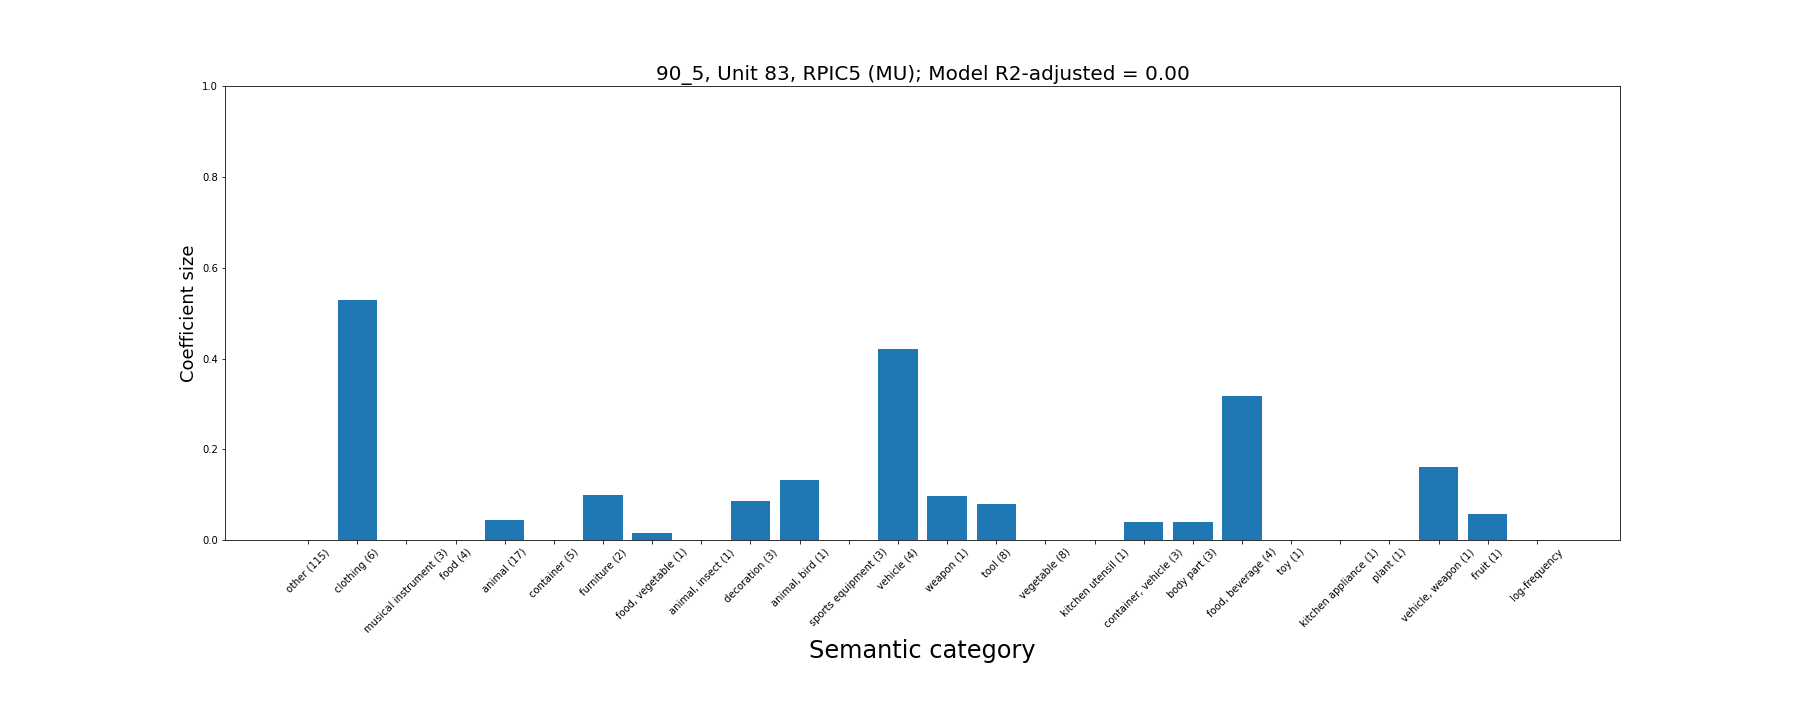 90_5, Unit 83, RPIC5 (MU); Model R2-adjusted = 0.00
Coefficient size
1.0
0.8
0.6
0.4
0.2
0.0
other (115)
clothing (6)
musical instrument (3)
food (4)
animal (17)
container (5)
furniture (2)
food, vegetable (1)
animal, insect (1)
decoration (3)
animal, bird (1)
sports equipment (3)
vehicle (4)
weapon (1)
tool (8)
vegetable (8)
kitchen utensil (1)
container, vehicle (3)
body part (3)
food, beverage (4)
toy (1)
kitchen appliance (1)
plant (1)
vehicle, weapon (1)
fruit (1)
log-frequency
Semantic category